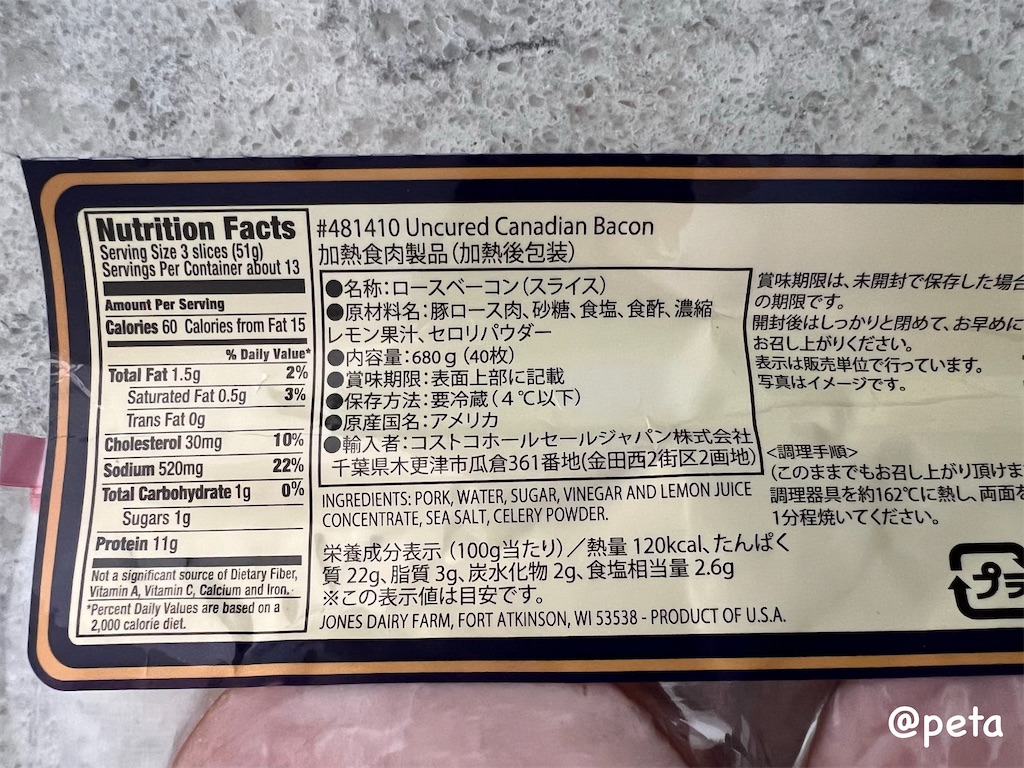 Nutrition Facts
Serving Size 3 slices (51g)
Servings Per Container about 13
Amount Per Serving
Calories 60 Calories from Fat 15
% Daily Value*
Total Fat 1.5g 2%
Saturated Fat 0.5g 3%
Trans Fat 0g
Cholesterol 30mg 10%
Sodium 520mg 22%
Total Carbohydrate 1g 0%
Sugars 1g
Protein 11g
Not a significant source of Dietary Fiber,
Vitamin A, Vitamin C, Calcium and Iron.
*Percent Daily Values are based on a
2,000 calorie diet.
#481410 Uncured Canadian Bacon
加熱食肉製品(加熱後包装)
●名称:ロースベーコン(スライス)
●原材料名:豚ロース肉、砂糖、食塩、食酢、濃縮
レモン果汁、セロリパウダー
●内容量:680g(40枚)
●賞味期限:表面上部に記載
●保存方法:要冷蔵(4℃以下)
●原産国名:アメリカ
●輸入者:コストコホールセールジャパン株式会社
千葉県木更津市瓜倉361番地(金田西2街区2画地)
INGREDIENTS: PORK, WATER, SUGAR, VINEGAR AND LEMON JUICE
CONCENTRATE, SEA SALT, CELERY POWDER.
栄養成分表示(100g当たり)/熱量 120kcal、たんぱく
質 22g、脂質 3g、炭水化物 2g、食塩相当量 2.6g
※この表示値は目安です。
JONES DAIRY FARM, FORT ATKINSON, WI 53538 - PRODUCT OF U.S.A.
賞味期限は、未開封で保存した場合
の期限です。
開封後はしっかりと閉めて、お早めに
お召し上がりください。
表示は販売単位で行っています。
写真はイメージです。
<調理手順>
(このままでもお召し上がり頂けま
調理器具を約162℃に熱し、両面を
1分程焼いてください。
プラ
@peta